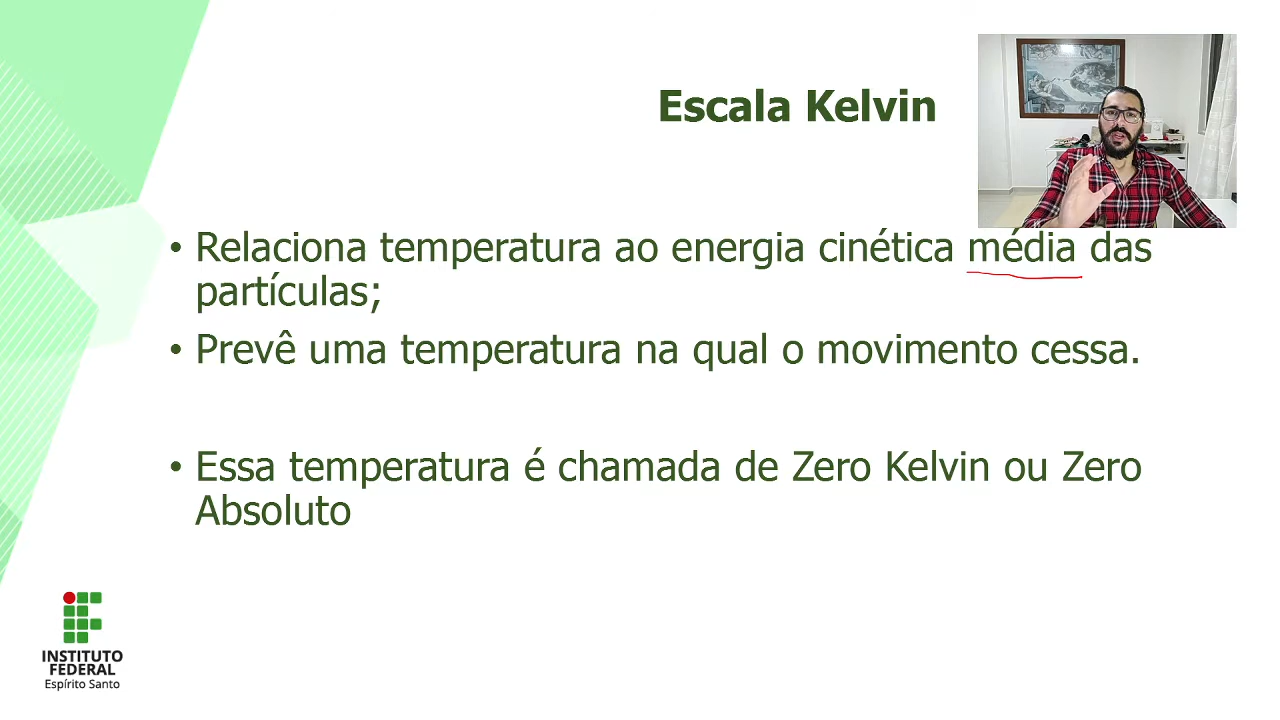 Escala Kelvin
• Relaciona temperatura ao energia cinética média das
partículas;
• Prevê uma temperatura na qual o movimento cessa.
• Essa temperatura é chamada de Zero Kelvin ou Zero
Absoluto
INSTITUTO
FEDERAL
Espírito Santo